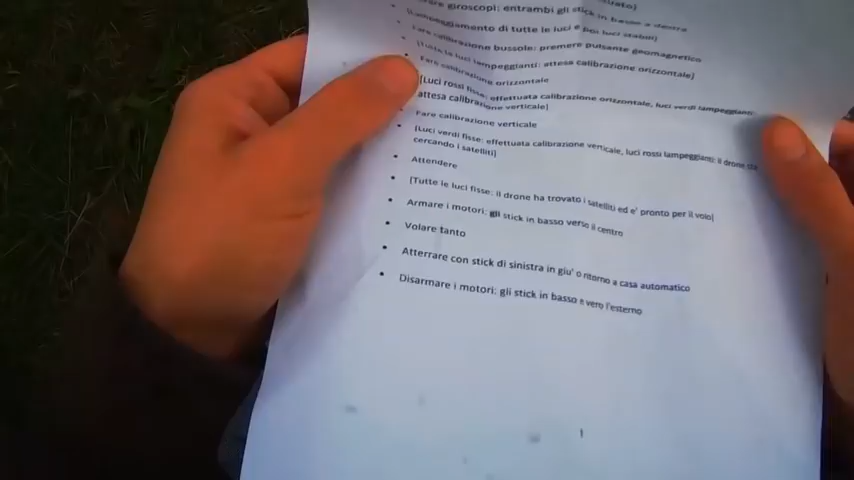 giroscopi: entrambi gli stick in basso a destra
[Lampeggiamento di tutte le luci e poi luci stabili]
Fare calibrazione bussole: premere pulsante geomagnetico
[Tutte le luci lampeggianti: attesa calibrazione orizzontale]
Fare calibrazione orizzontale
[Luci rossi fisse: effettuata calibrazione orizzontale, luci verdi lampeggianti:
attesa calibrazione verticale]
Fare calibrazione verticale
[Luci verdi fisse: effettuata calibrazione verticale, luci rossi lampeggianti: il drone sta
cercando i satelliti]
• Attendere
• [Tutte le luci fisse: il drone ha trovato i satelliti ed e' pronto per il volo]
• Armare i motori: gli stick in basso verso il centro
• Volare tanto
• Atterrare con stick di sinistra in giu' o ritorno a casa automatico
• Disarmare i motori: gli stick in basso e vero l'esterno
1